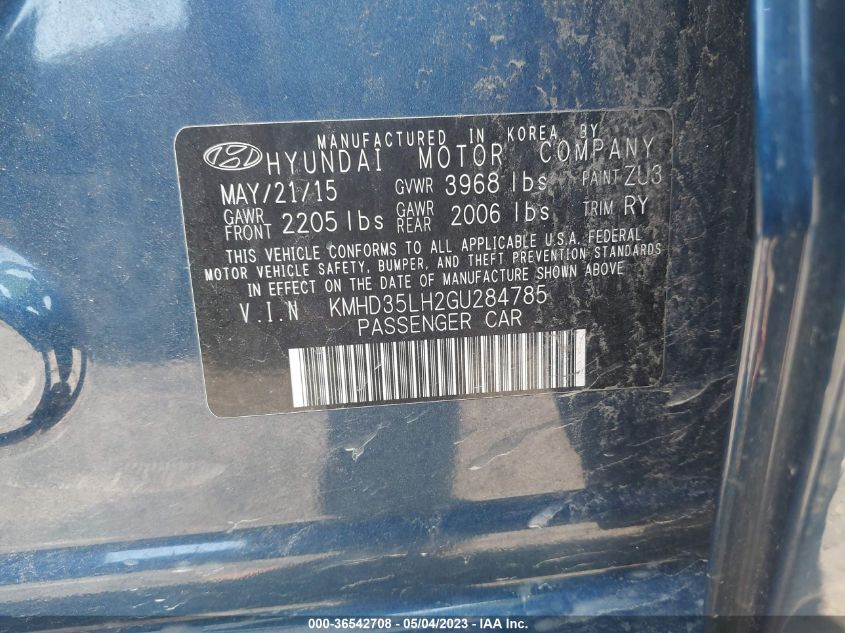 MANUFACTURED IN KOREA BY
HYUNDAI MOTOR COMPANY
MAY/21/15 GVWR 3968 lbs PAINT ZU3
GAWR FRONT 2205 lbs GAWR REAR 2006 lbs TRIM RY
THIS VEHICLE CONFORMS TO ALL APPLICABLE U.S.A. FEDERAL
MOTOR VEHICLE SAFETY, BUMPER, AND THEFT PREVENTION STANDARDS
IN EFFECT ON THE DATE OF MANUFACTURE SHOWN ABOVE
V.I.N KMHD35LH2GU284785
PASSENGER CAR
000-36542708 - 05/04/2023 - IAA Inc.